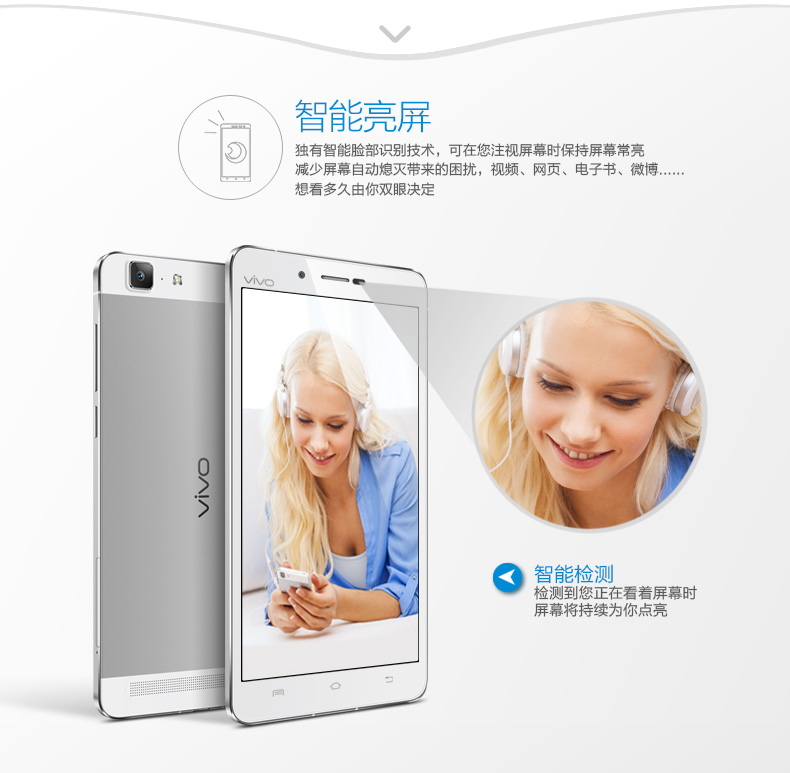 智能亮屏
独有智能脸部识别技术，可在您注视屏幕时保持屏幕常亮
减少屏幕自动熄灭带来的困扰，视频、网页、电子书、微博......
想看多久由你双眼决定
vivo
vivo
智能检测
检测到您正在看着屏幕时
屏幕将持续为你点亮